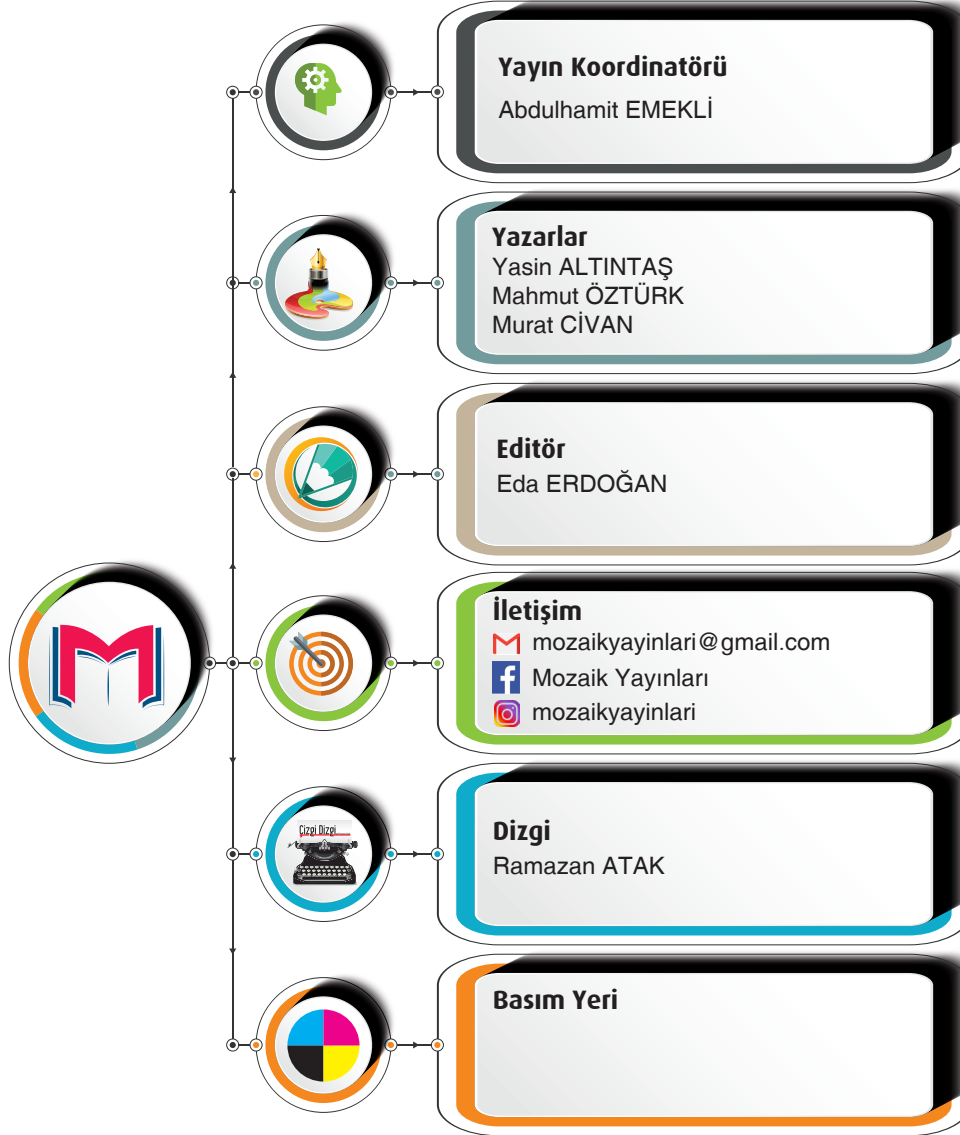 Yayın Koordinatörü
Abdulhamit EMEKLİ
Yazarlar
Yasin ALTINTAŞ
Mahmut ÖZTÜRK
Murat CİVAN
Editör
Eda ERDOĞAN
İletişim
mozaikyayinlari@gmail.com
Mozaik Yayınları
mozaikyayinlari
Çizgi Dizgi
Dizgi
Ramazan ATAK
Basım Yeri